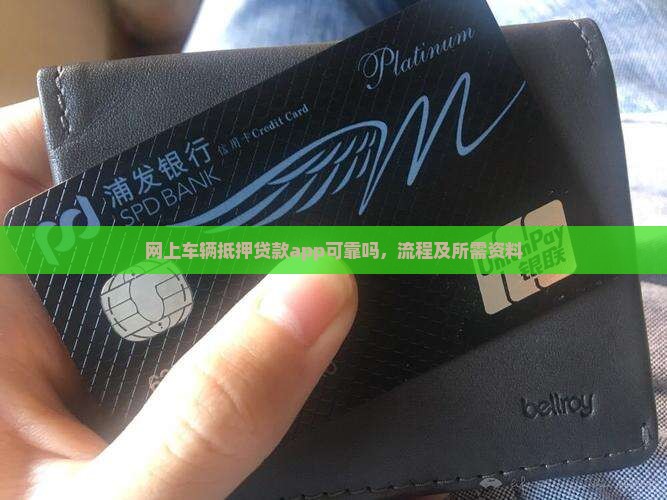 Platinum
浦发银行
信用卡Credit Card
SPD BANK
网上车辆抵押贷款app可靠吗，流程及所需资料
UnionPay
银联
bellroy